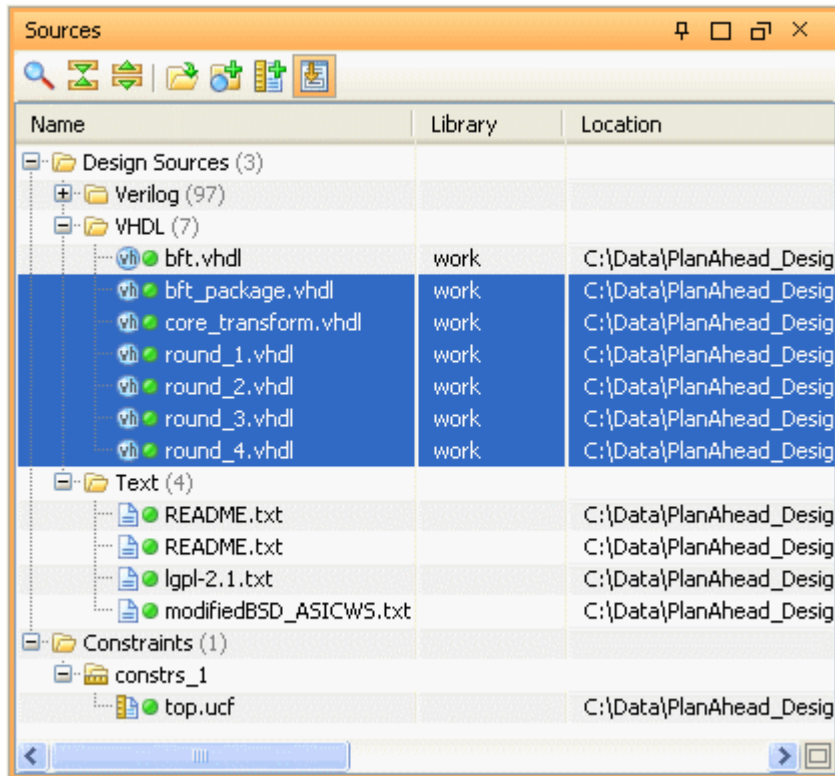 Sources
Name Library Location
Design Sources (3)
Verilog (97)
VHDL (7)
bft.vhdl work C:\Data\PlanAhead_Desig
bft_package.vhdl work C:\Data\PlanAhead_Desig
core_transform.vhdl work C:\Data\PlanAhead_Desig
round_1.vhdl work C:\Data\PlanAhead_Desig
round_2.vhdl work C:\Data\PlanAhead_Desig
round_3.vhdl work C:\Data\PlanAhead_Desig
round_4.vhdl work C:\Data\PlanAhead_Desig
Text (4)
README.txt C:\Data\PlanAhead_Desig
README.txt C:\Data\PlanAhead_Desig
lgpl-2.1.txt C:\Data\PlanAhead_Desig
modifiedBSD_ASICWS.txt C:\Data\PlanAhead_Desig
Constraints (1)
constrs_1
top.ucf C:\Data\PlanAhead_Desig